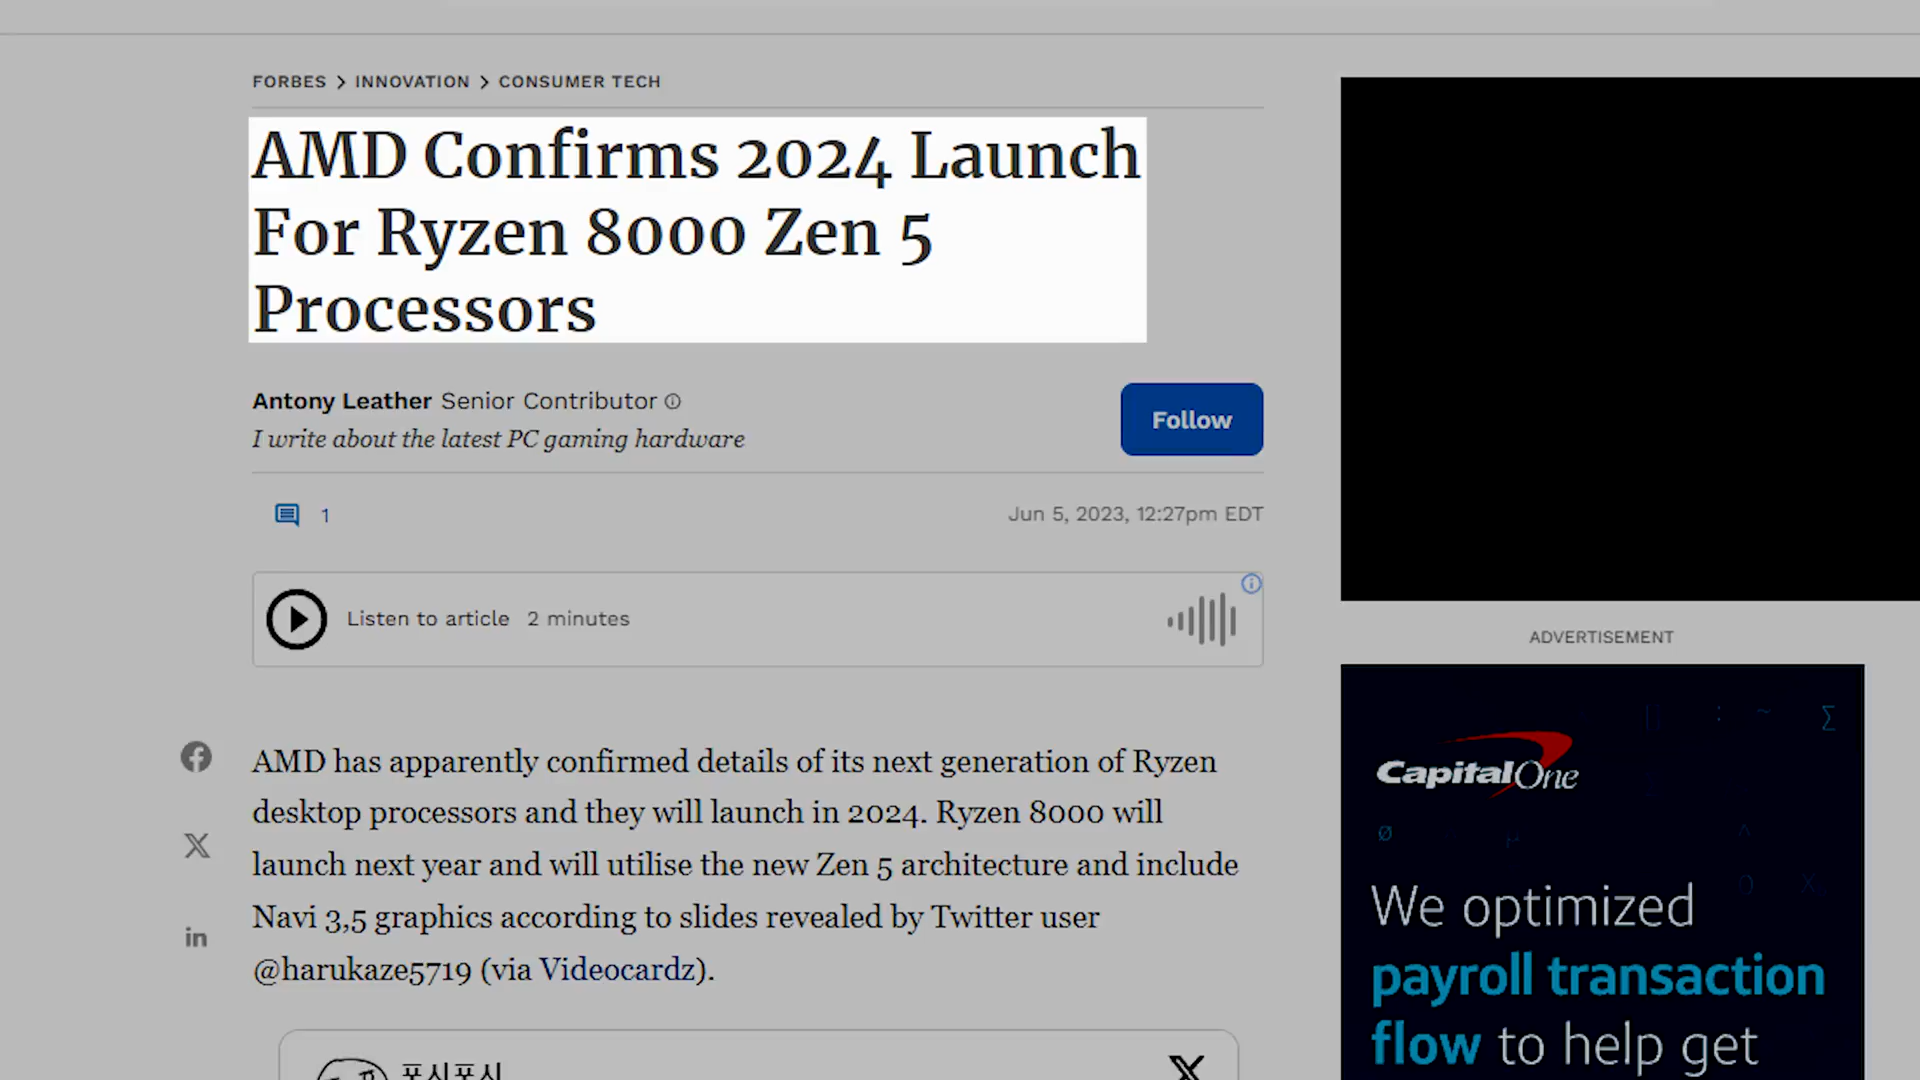 FORBES > INNOVATION > CONSUMER TECH
AMD Confirms 2024 Launch
For Ryzen 8000 Zen 5
Processors
Antony Leather Senior Contributor
I write about the latest PC gaming hardware
Follow
1
Jun 5, 2023, 12:27pm EDT
Listen to article 2 minutes
AMD has apparently confirmed details of its next generation of Ryzen
desktop processors and they will launch in 2024. Ryzen 8000 will
launch next year and will utilise the new Zen 5 architecture and include
Navi 3,5 graphics according to slides revealed by Twitter user
@harukaze5719 (via Videocardz).
포시포시
ADVERTISEMENT
CapitalOne
We optimized
payroll transaction
flow to help get